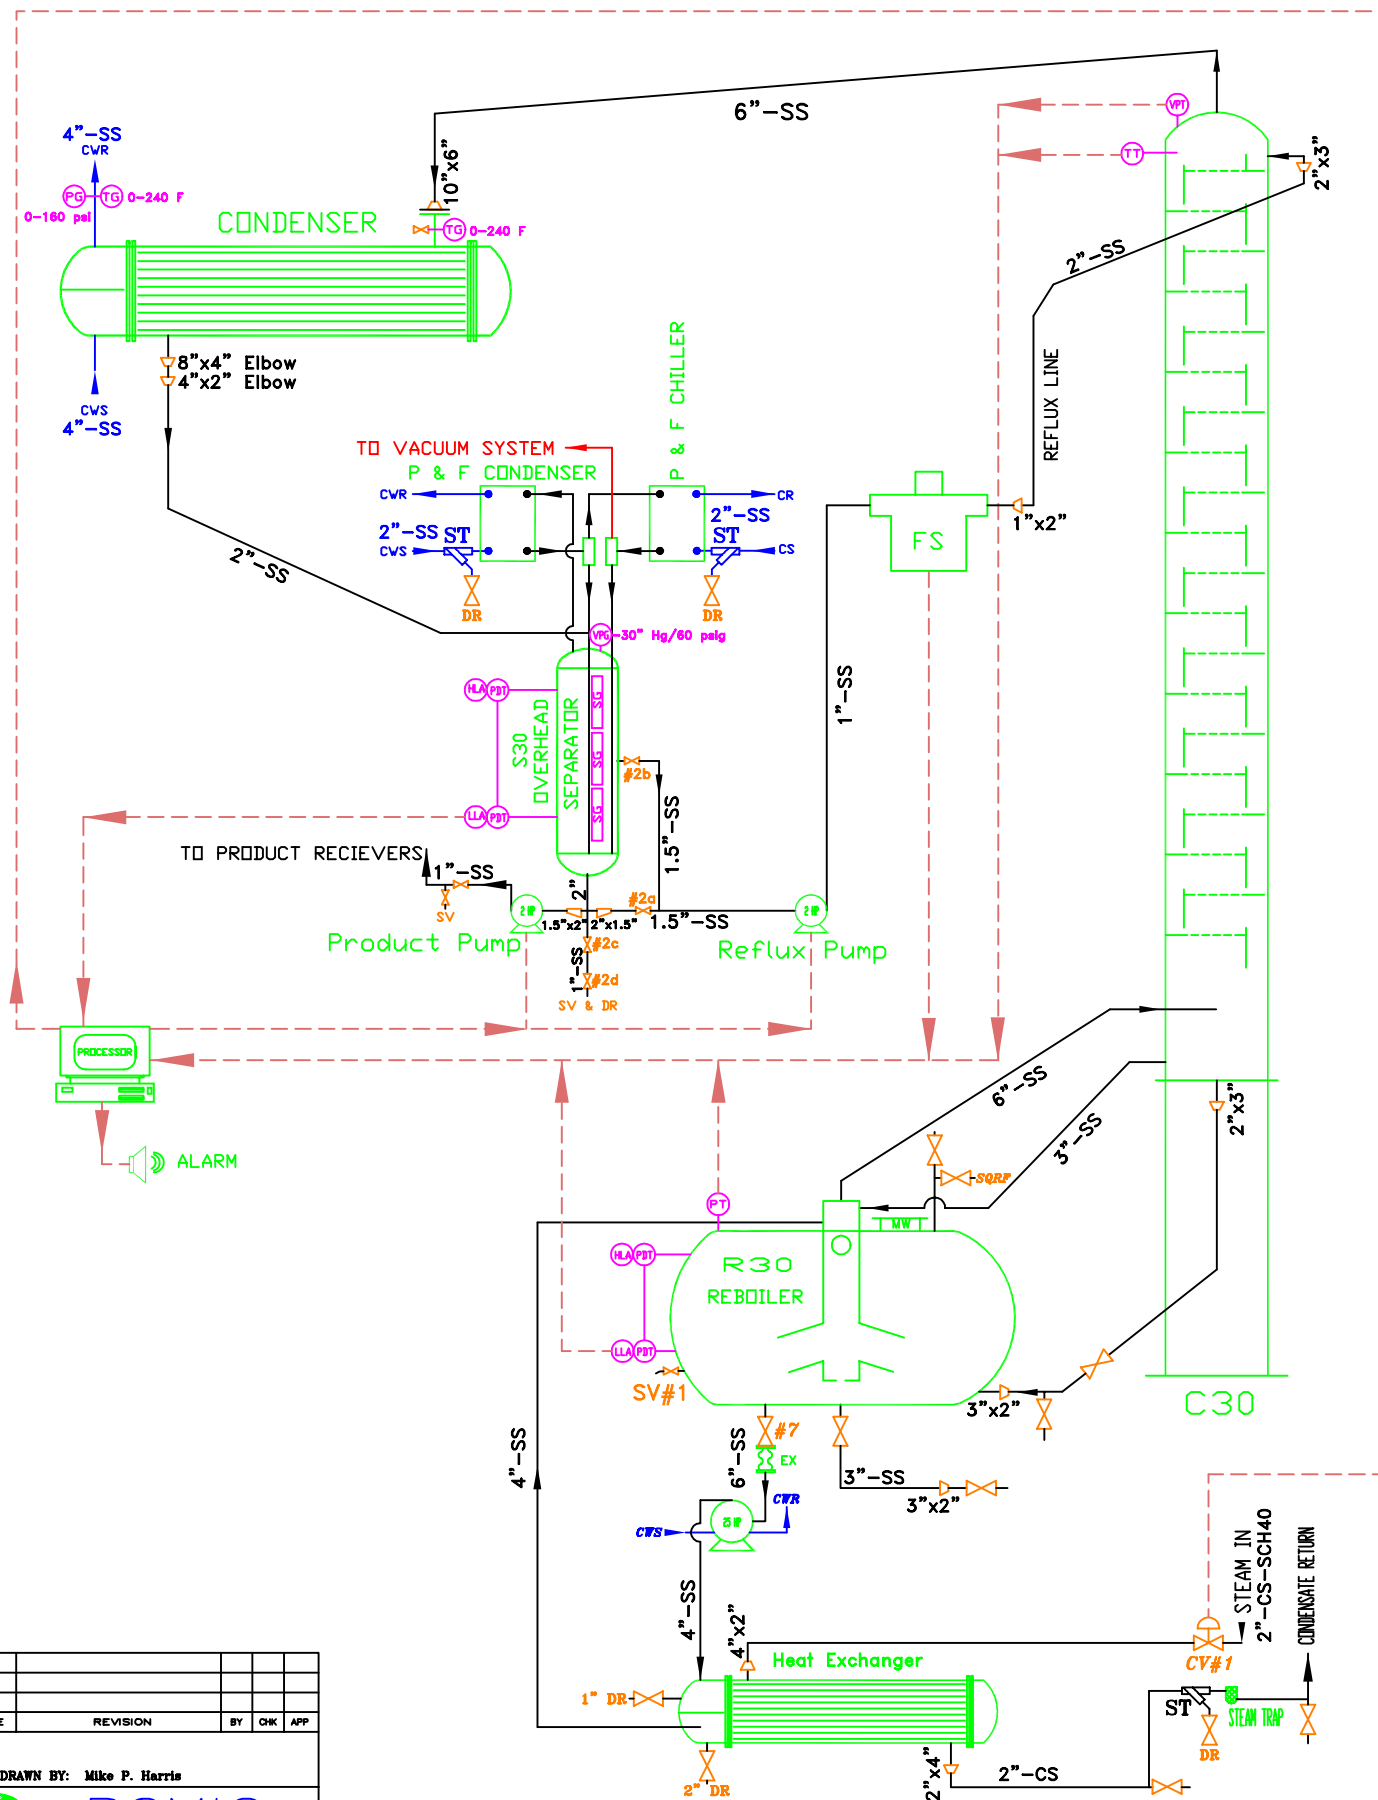 6"-SS
4"-SS
CWR
PG
TG
0-240 F
0-160 psi
CONDENSER
10"x6"
TG
0-240 F
VPT
TT
2"x3"
2"-SS
8"x4" Elbow
4"x2" Elbow
CWS
4"-SS
P & F CHILLER
REFLUX LINE
TO VACUUM SYSTEM
P & F CONDENSER
CWR
CR
2"-SS
ST
2"-SS
ST
CWS
CS
DR
DR
FS
1"x2"
2"-SS
VPG
-30" Hg/60 psig
HLA
PDT
S30
OVERHEAD
SEPARATOR
SG
SG
SG
1"-SS
#2b
LLA
PDT
1.5"-SS
TO PRODUCT RECIEVERS
1"-SS
2"
#2a
SV
2 HP
1.5"x2"
2"x1.5"
1.5"-SS
2 HP
Product Pump
#2c
Reflux Pump
1"-SS
#2d
SV & DR
PROCESSOR
ALARM
6"-SS
3"-SS
2"x3"
SQRF
PT
MW
HLA
PDT
R30
REBOILER
LLA
PDT
SV#1
3"x2"
C30
#7
EX
4"-SS
6"-SS
3"-SS
3"x2"
CWR
CWS
25 HP
STEAM IN
2"-CS-SCH40
CONDENSATE RETURN
4"-SS
4"x2"
Heat Exchanger
CV#1
1" DR
ST
STEAM TRAP
DR
2" DR
2"x4"
2"-CS
REVISION
BY
CHK
APP
DRAWN BY: Mike P. Harris